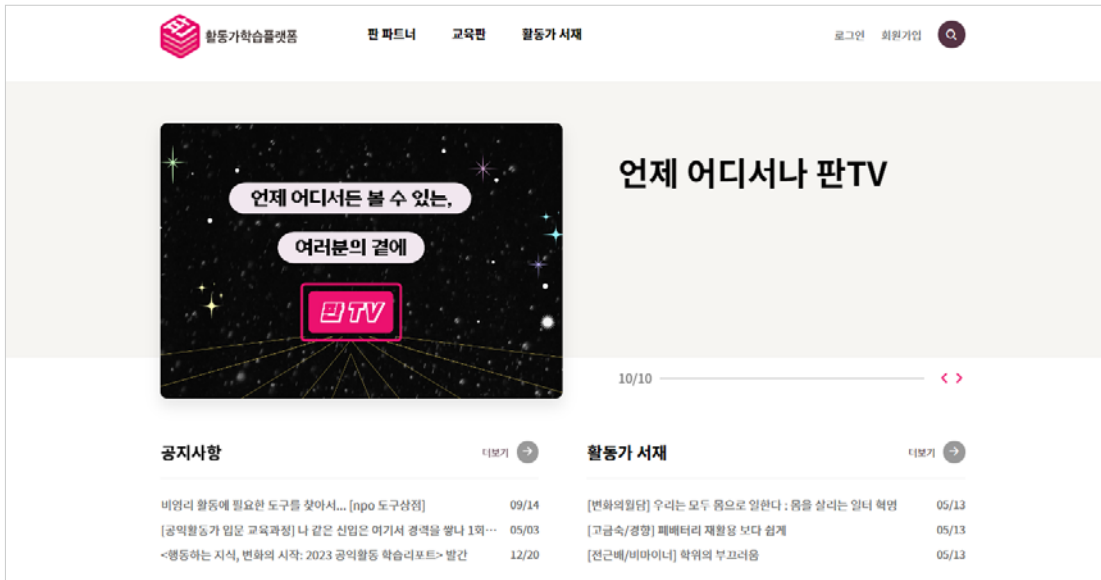 판
활동가학습플랫폼
판 파트너
교육판
활동가 서재
로그인
회원가입
언제 어디서든 볼 수 있는,
여러분의 곁에
판 TV
언제 어디서나 판TV
10/10
공지사항
더보기
비영리 활동에 필요한 도구를 찾아서... [npo 도구상점] 09/14
[공익활동가 입문 교육과정] 나 같은 신입은 여기서 경력을 쌓나 1회… 05/03
<행동하는 지식, 변화의 시작: 2023 공익활동 학습리포트> 발간 12/20
활동가 서재
더보기
[변화의월담] 우리는 모두 몸으로 일한다 ; 몸을 살리는 일터 혁명 05/13
[고금숙/경향] 폐배터리 재활용 보다 쉽게 05/13
[전근배/비마이너] 학위의 부끄러움 05/13